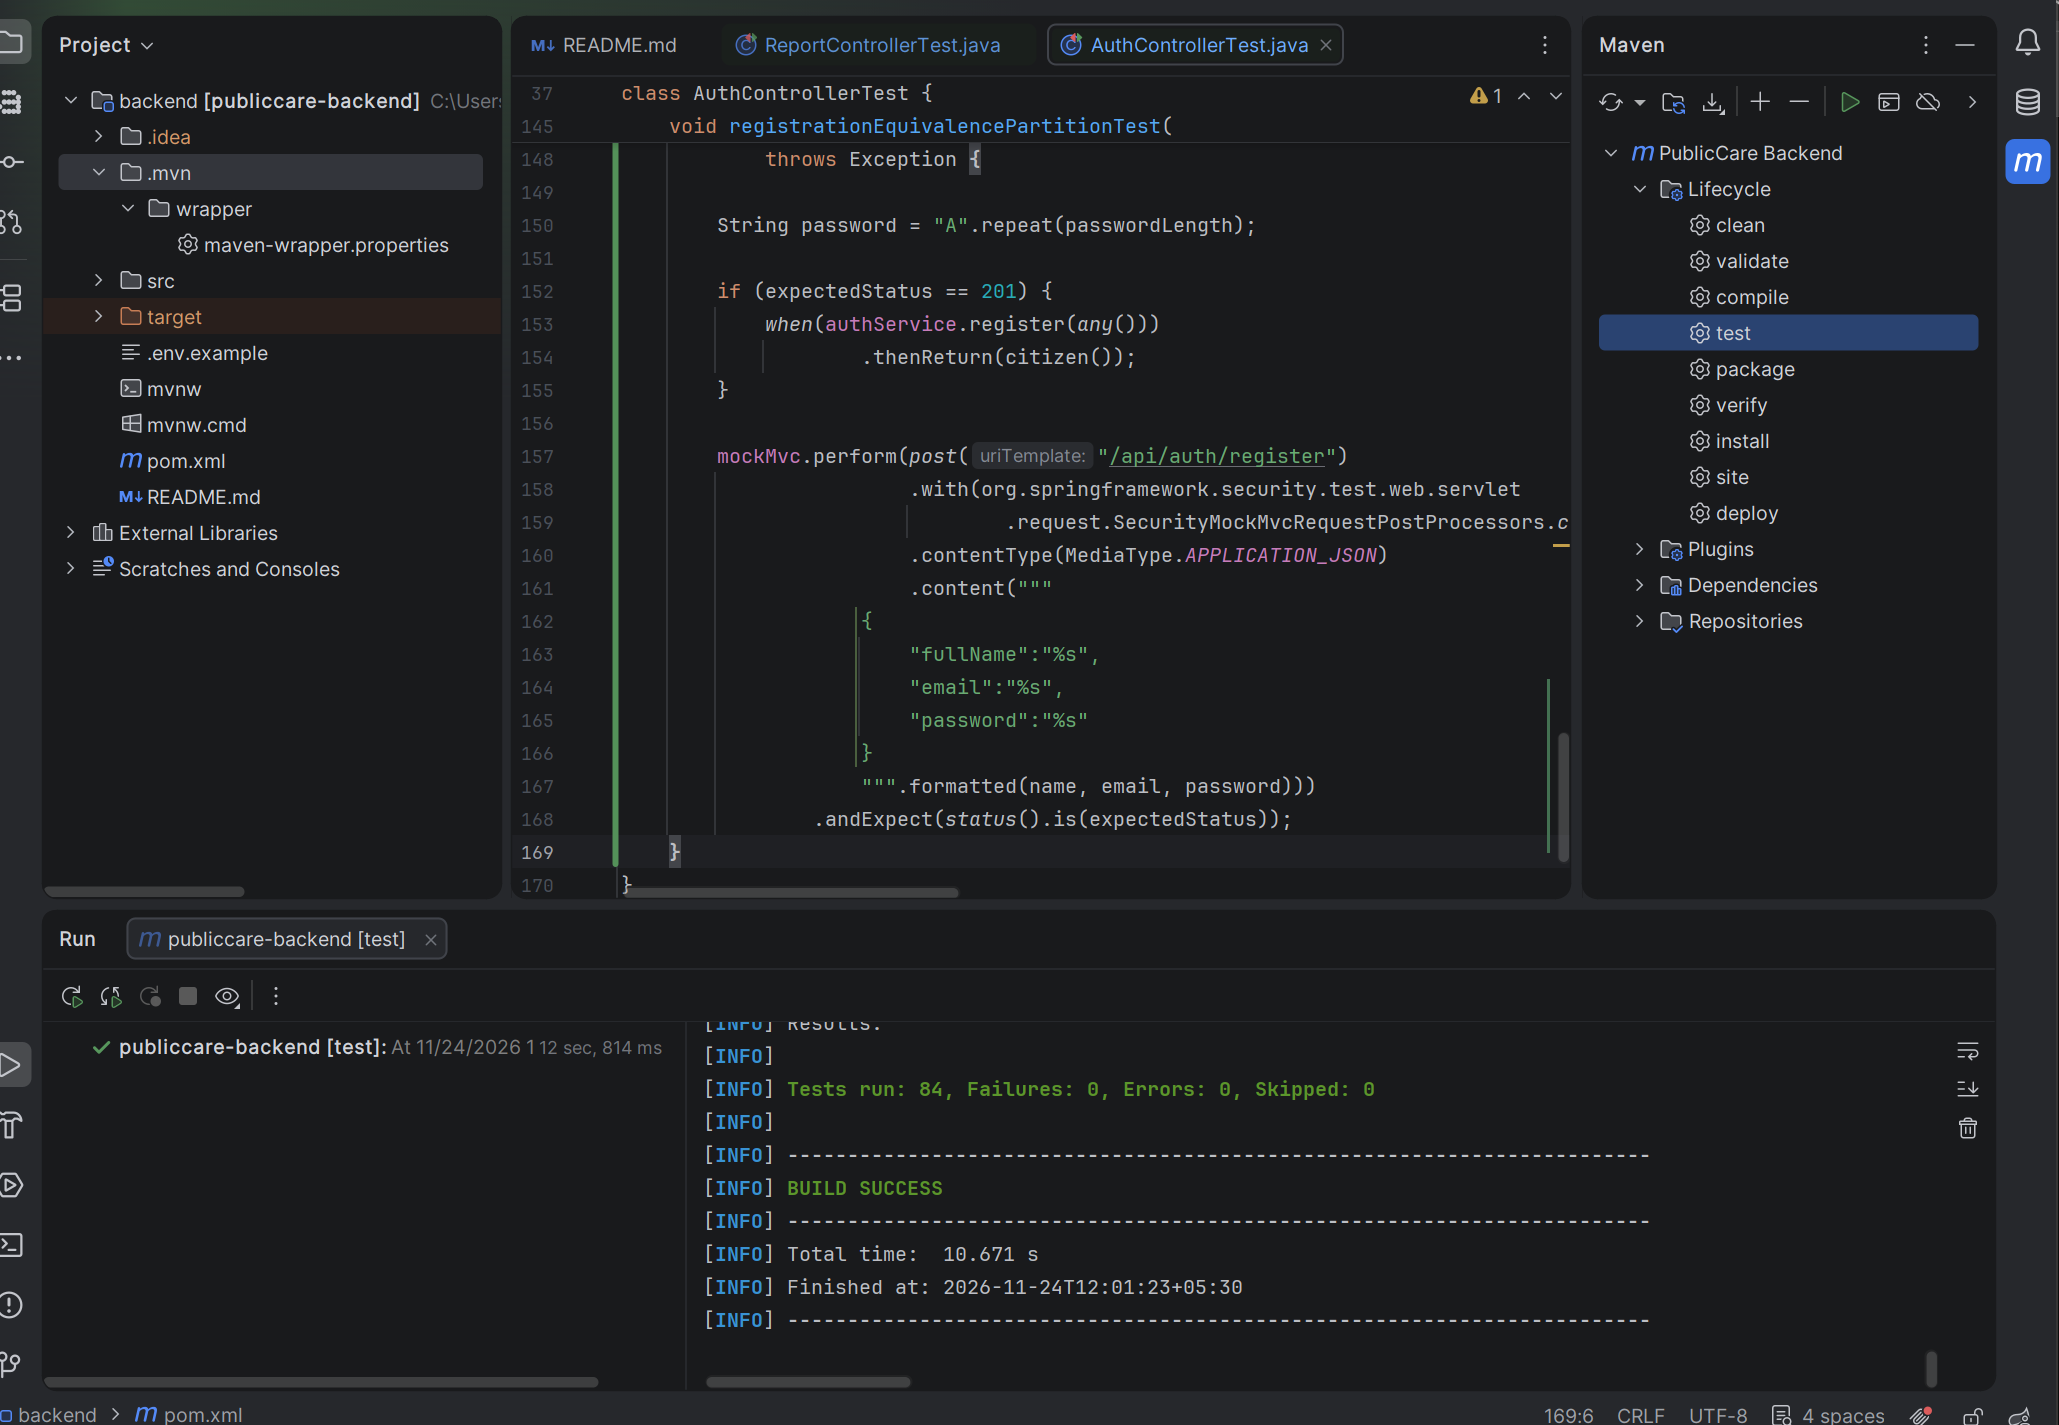 Project
backend [publiccare-backend] C:\User
.idea
.mvn
wrapper
maven-wrapper.properties
src
target
.env.example
mvnw
mvnw.cmd
pom.xml
README.md
External Libraries
Scratches and Consoles
README.md
ReportControllerTest.java
AuthControllerTest.java
1
37 class AuthControllerTest {
145 void registrationEquivalencePartitionTest(
148 throws Exception {
149
150 String password = "A".repeat(passwordLength);
151
152 if (expectedStatus == 201) {
153 when(authService.register(any()))
154 .thenReturn(citizen());
155 }
156
157 mockMvc.perform(post( uriTemplate: "/api/auth/register")
158 .with(org.springframework.security.test.web.servlet
159 .request.SecurityMockMvcRequestPostProcessors.c
160 .contentType(MediaType.APPLICATION_JSON)
161 .content("""
162 {
163 "fullName":"%s",
164 "email":"%s",
165 "password":"%s"
166 }
167 """.formatted(name, email, password)))
168 .andExpect(status().is(expectedStatus));
169 }
170 }
Maven
PublicCare Backend
Lifecycle
clean
validate
compile
test
package
verify
install
site
deploy
Plugins
Dependencies
Repositories
Run
publiccare-backend [test]
publiccare-backend [test]: At 11/24/2026 1 12 sec, 814 ms
[INFO] Results:
[INFO]
[INFO] Tests run: 84, Failures: 0, Errors: 0, Skipped: 0
[INFO]
[INFO] ------------------------------------------------------------------------
[INFO] BUILD SUCCESS
[INFO] ------------------------------------------------------------------------
[INFO] Total time:  10.671 s
[INFO] Finished at: 2026-11-24T12:01:23+05:30
[INFO] ------------------------------------------------------------------------
backend > pom.xml
169:6 CRLF UTF-8 4 spaces